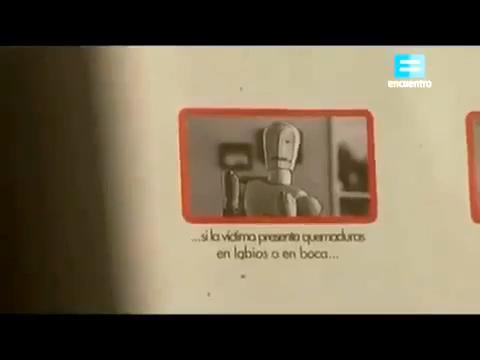 encuentro
...si la víctima presenta quemaduras
en labios o en boca...